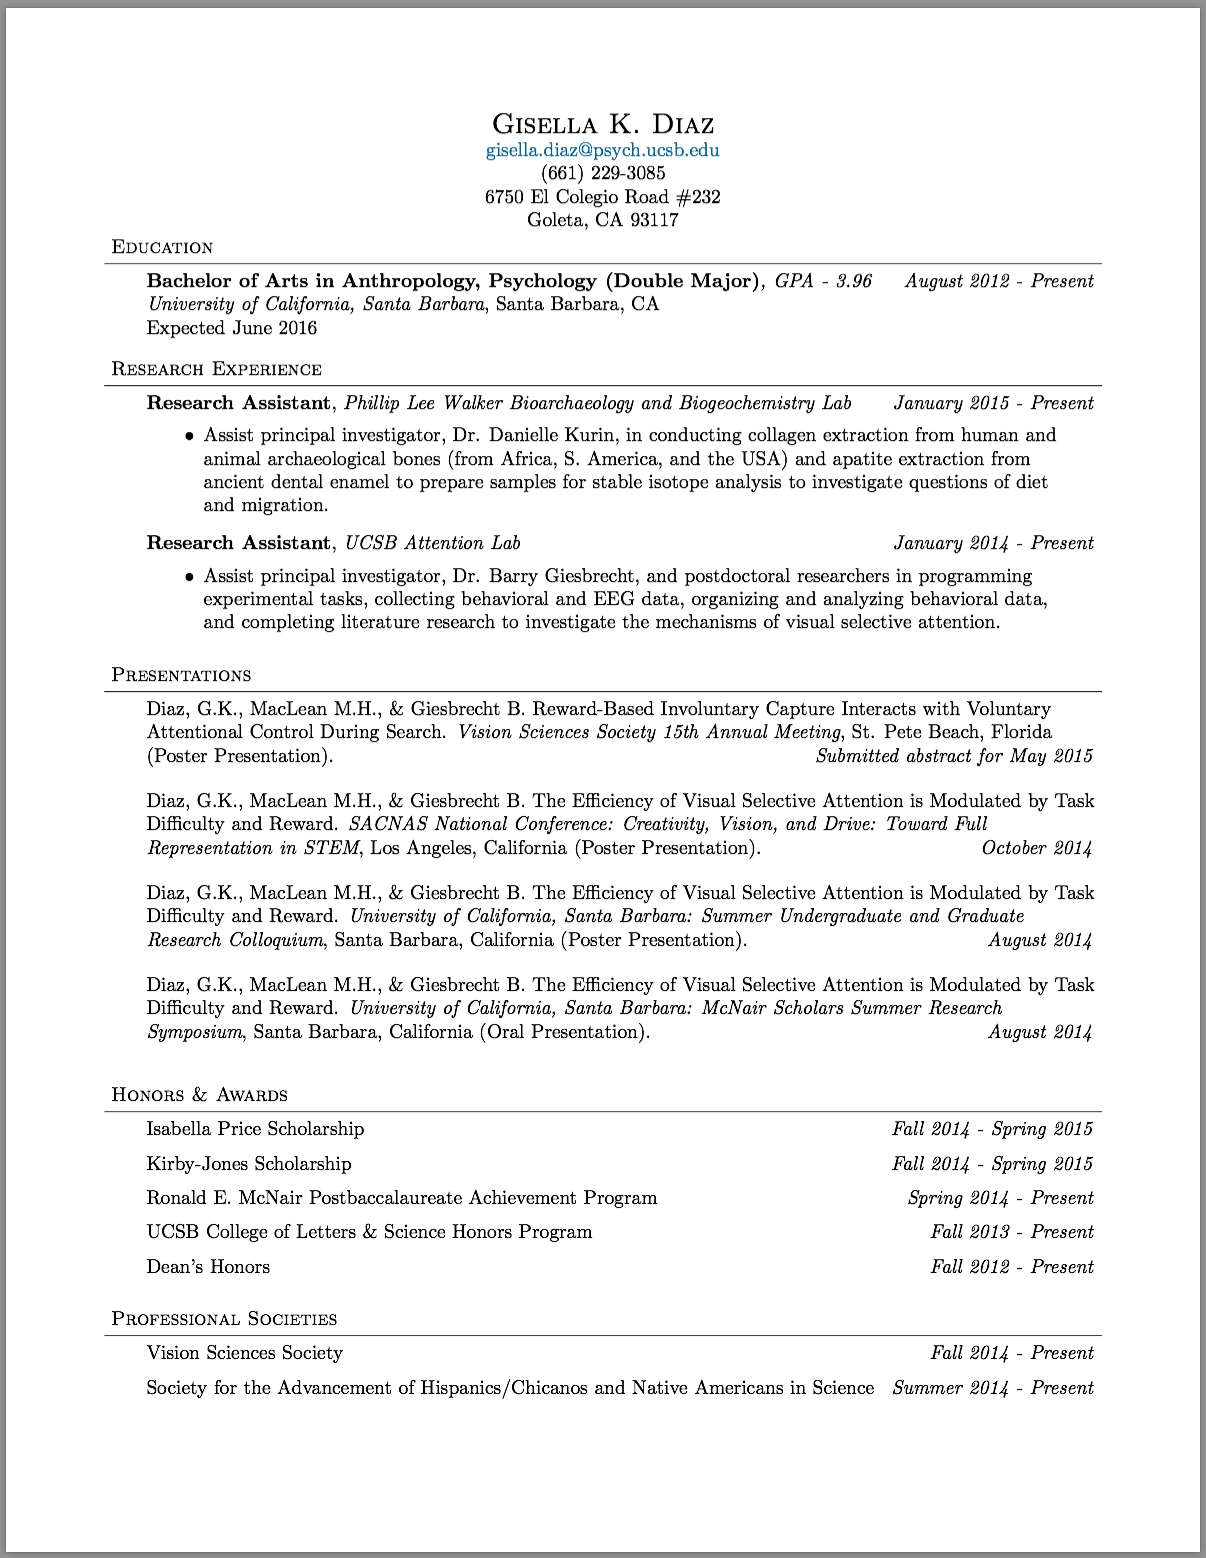 Gisella K. Diaz
gisella.diaz@psych.ucsb.edu
(661) 229-3085
6750 El Colegio Road #232
Goleta, CA 93117
Education
Bachelor of Arts in Anthropology, Psychology (Double Major), GPA - 3.96 August 2012 - Present
University of California, Santa Barbara, Santa Barbara, CA
Expected June 2016
Research Experience
Research Assistant, Phillip Lee Walker Bioarchaeology and Biogeochemistry Lab January 2015 - Present
• Assist principal investigator, Dr. Danielle Kurin, in conducting collagen extraction from human and
animal archaeological bones (from Africa, S. America, and the USA) and apatite extraction from
ancient dental enamel to prepare samples for stable isotope analysis to investigate questions of diet
and migration.
Research Assistant, UCSB Attention Lab January 2014 - Present
• Assist principal investigator, Dr. Barry Giesbrecht, and postdoctoral researchers in programming
experimental tasks, collecting behavioral and EEG data, organizing and analyzing behavioral data,
and completing literature research to investigate the mechanisms of visual selective attention.
Presentations
Diaz, G.K., MacLean M.H., & Giesbrecht B. Reward-Based Involuntary Capture Interacts with Voluntary
Attentional Control During Search. Vision Sciences Society 15th Annual Meeting, St. Pete Beach, Florida
(Poster Presentation). Submitted abstract for May 2015
Diaz, G.K., MacLean M.H., & Giesbrecht B. The Efficiency of Visual Selective Attention is Modulated by Task
Difficulty and Reward. SACNAS National Conference: Creativity, Vision, and Drive: Toward Full
Representation in STEM, Los Angeles, California (Poster Presentation). October 2014
Diaz, G.K., MacLean M.H., & Giesbrecht B. The Efficiency of Visual Selective Attention is Modulated by Task
Difficulty and Reward. University of California, Santa Barbara: Summer Undergraduate and Graduate
Research Colloquium, Santa Barbara, California (Poster Presentation). August 2014
Diaz, G.K., MacLean M.H., & Giesbrecht B. The Efficiency of Visual Selective Attention is Modulated by Task
Difficulty and Reward. University of California, Santa Barbara: McNair Scholars Summer Research
Symposium, Santa Barbara, California (Oral Presentation). August 2014
Honors & Awards
Isabella Price Scholarship Fall 2014 - Spring 2015
Kirby-Jones Scholarship Fall 2014 - Spring 2015
Ronald E. McNair Postbaccalaureate Achievement Program Spring 2014 - Present
UCSB College of Letters & Science Honors Program Fall 2013 - Present
Dean's Honors Fall 2012 - Present
Professional Societies
Vision Sciences Society Fall 2014 - Present
Society for the Advancement of Hispanics/Chicanos and Native Americans in Science Summer 2014 - Present